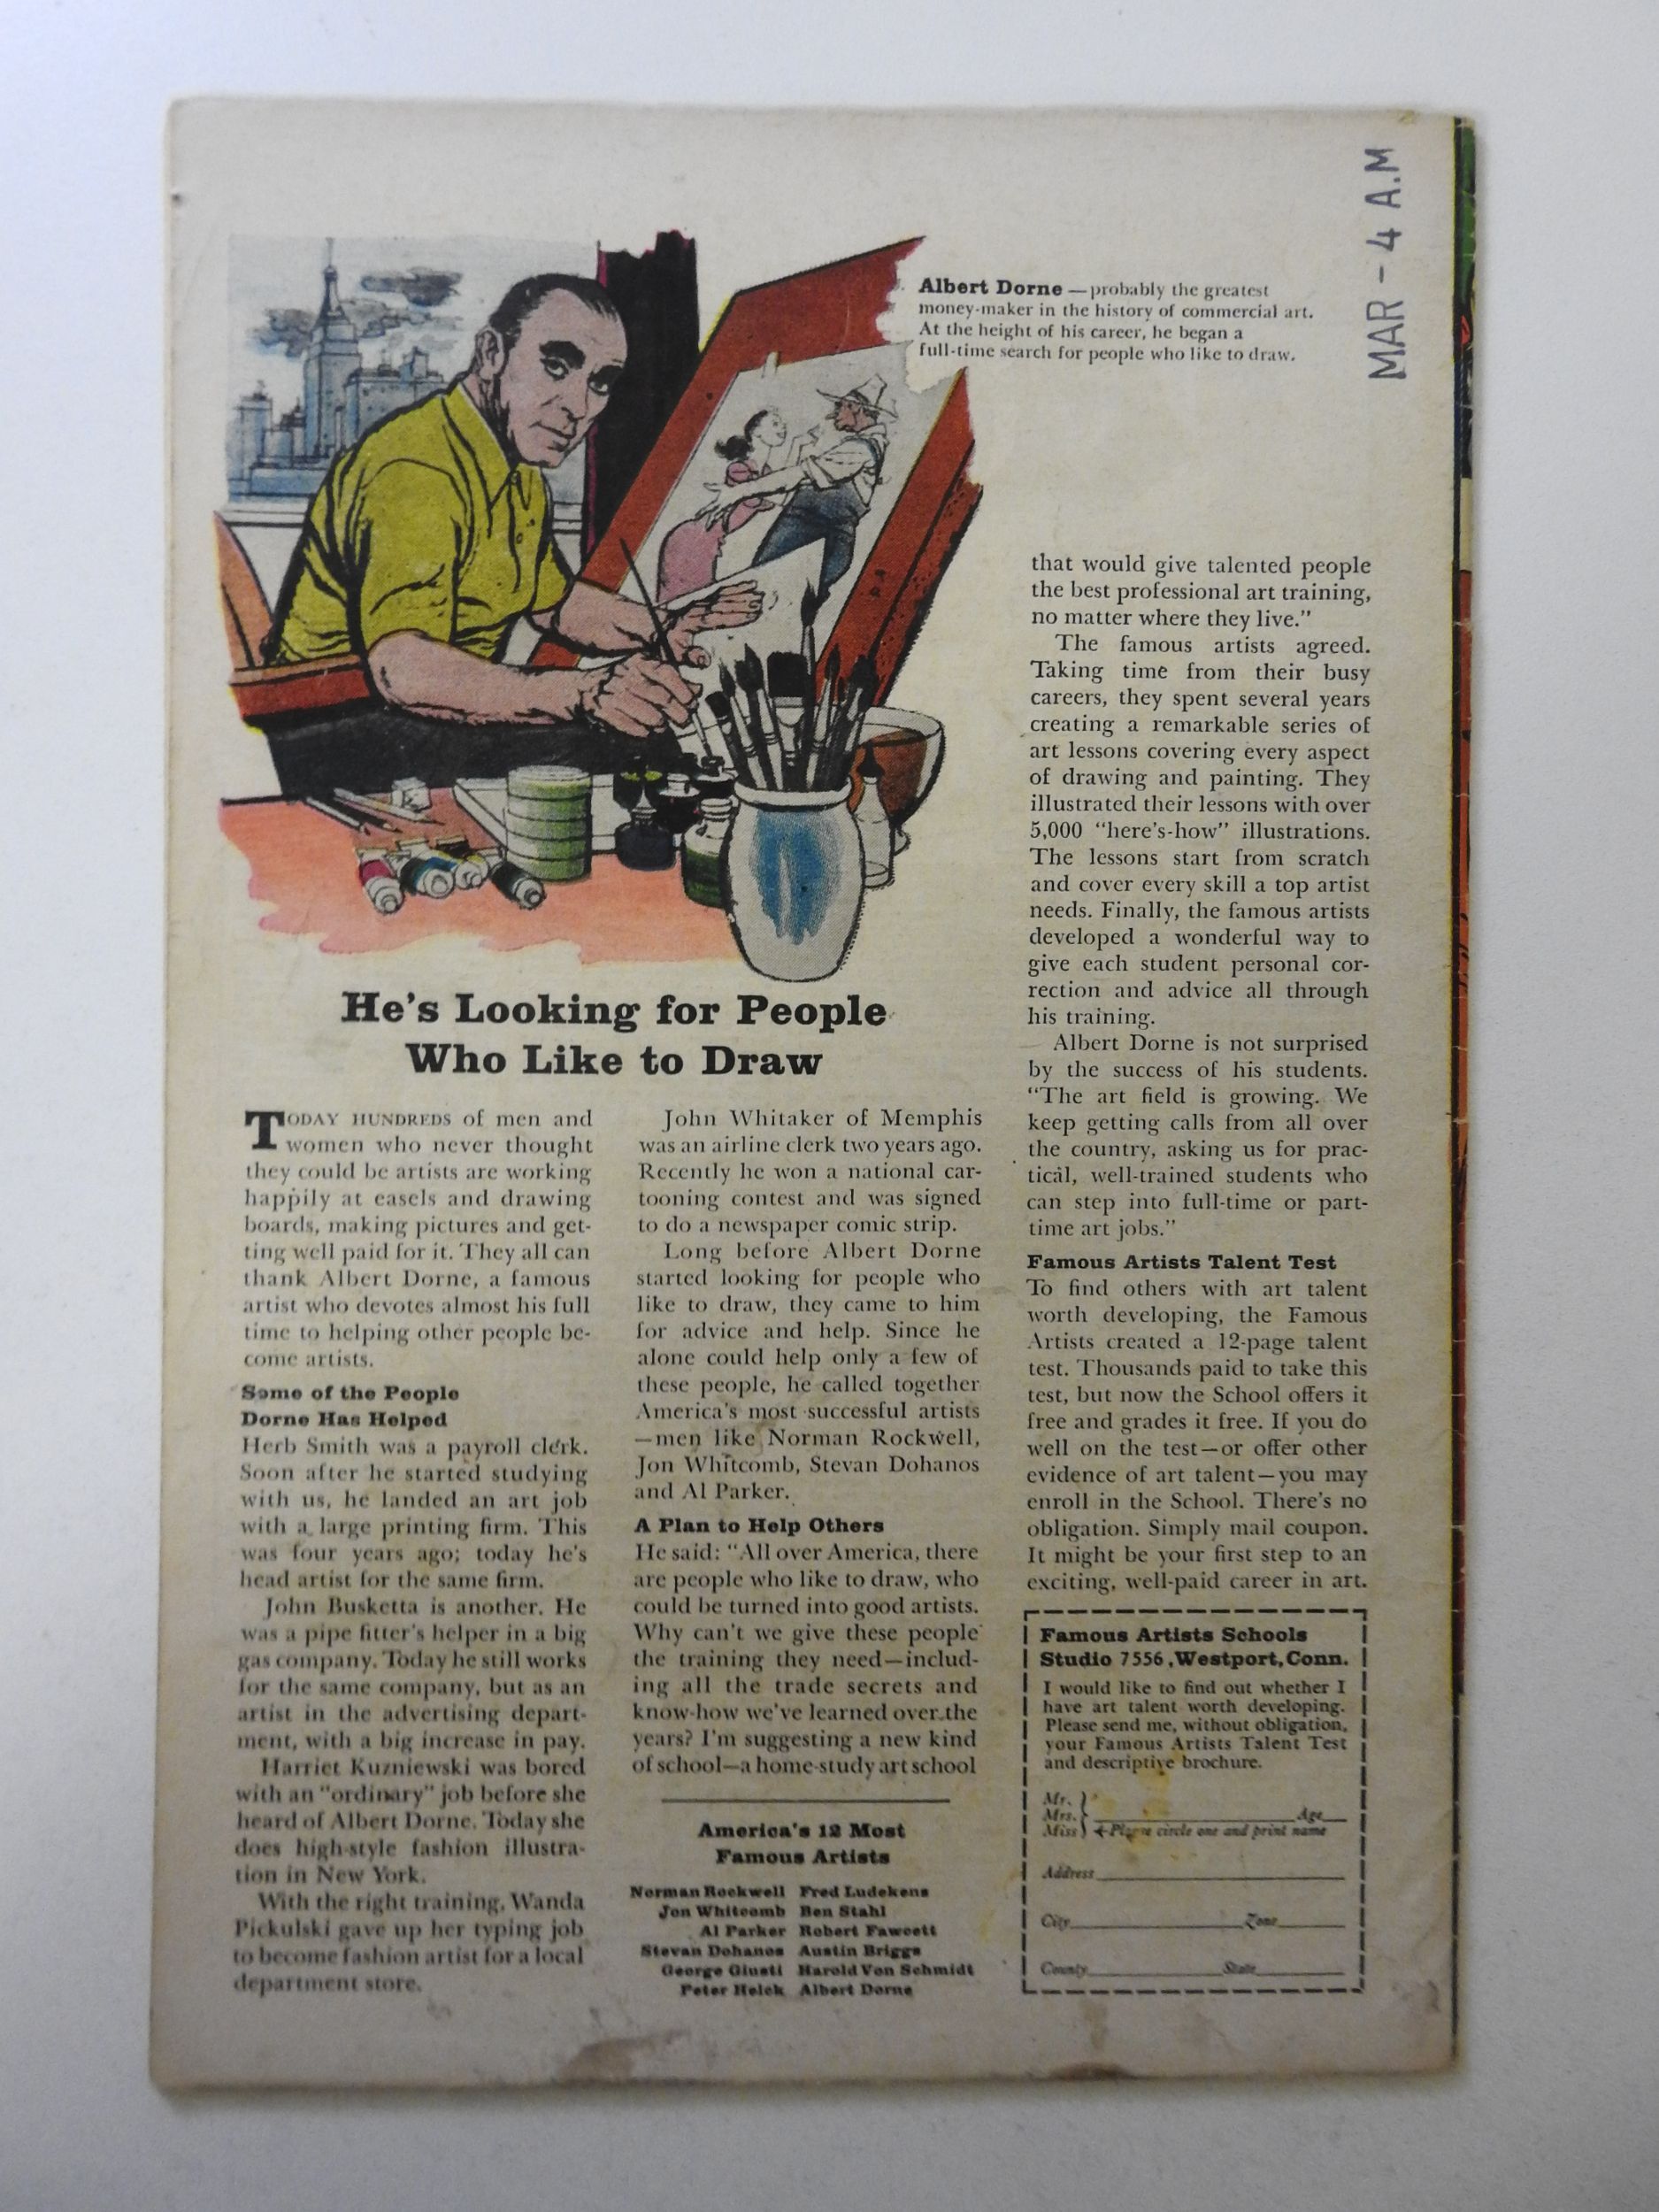 MAR - 4 A.M
Albert Dorne — probably the greatest
money-maker in the history of commercial art.
At the height of his career, he began a
full-time search for people who like to draw.
He's Looking for People
Who Like to Draw
TODAY HUNDREDS of men and
women who never thought
they could be artists are working
happily at easels and drawing
boards, making pictures and get-
ting well paid for it. They all can
thank Albert Dorne, a famous
artist who devotes almost his full
time to helping other people be-
come artists.
Some of the People
Dorne Has Helped
Herb Smith was a payroll clerk.
Soon after he started studying
with us, he landed an art job
with a large printing firm. This
was four years ago; today he's
head artist for the same firm.
John Busketta is another. He
was a pipe fitter's helper in a big
gas company. Today he still works
for the same company, but as an
artist in the advertising depart-
ment, with a big increase in pay.
Harriet Kuzniewski was bored
with an "ordinary" job before she
heard of Albert Dorne. Today she
does high-style fashion illustra-
tion in New York.
With the right training, Wanda
Pickulski gave up her typing job
to become fashion artist for a local
department store.
John Whitaker of Memphis
was an airline clerk two years ago.
Recently he won a national car-
tooning contest and was signed
to do a newspaper comic strip.
Long before Albert Dorne
started looking for people who
like to draw, they came to him
for advice and help. Since he
alone could help only a few of
these people, he called together
America's most successful artists
—men like Norman Rockwell,
Jon Whitcomb, Stevan Dohanos
and Al Parker.
A Plan to Help Others
He said: "All over America, there
are people who like to draw, who
could be turned into good artists.
Why can't we give these people
the training they need—includ-
ing all the trade secrets and
know-how we've learned over the
years? I'm suggesting a new kind
of school—a home-study art school
America's 12 Most
Famous Artists
Norman Rockwell Fred Ludekens
Jon Whitcomb Ben Stahl
Al Parker Robert Fawcett
Stevan Dohanos Austin Briggs
George Giusti Harold Von Schmidt
Peter Helck Albert Dorne
that would give talented people
the best professional art training,
no matter where they live."
The famous artists agreed.
Taking time from their busy
careers, they spent several years
creating a remarkable series of
art lessons covering every aspect
of drawing and painting. They
illustrated their lessons with over
5,000 "here's-how" illustrations.
The lessons start from scratch
and cover every skill a top artist
needs. Finally, the famous artists
developed a wonderful way to
give each student personal cor-
rection and advice all through
his training.
Albert Dorne is not surprised
by the success of his students.
"The art field is growing. We
keep getting calls from all over
the country, asking us for prac-
tical, well-trained students who
can step into full-time or part-
time art jobs."
Famous Artists Talent Test
To find others with art talent
worth developing, the Famous
Artists created a 12-page talent
test. Thousands paid to take this
test, but now the School offers it
free and grades it free. If you do
well on the test—or offer other
evidence of art talent—you may
enroll in the School. There's no
obligation. Simply mail coupon.
It might be your first step to an
exciting, well-paid career in art.
Famous Artists Schools
Studio 7556, Westport, Conn.
I would like to find out whether I
have art talent worth developing.
Please send me, without obligation,
your Famous Artists Talent Test
and descriptive brochure.
Mr.
Mrs. Age
Miss Please circle one and print name
Address
City Zone
County State